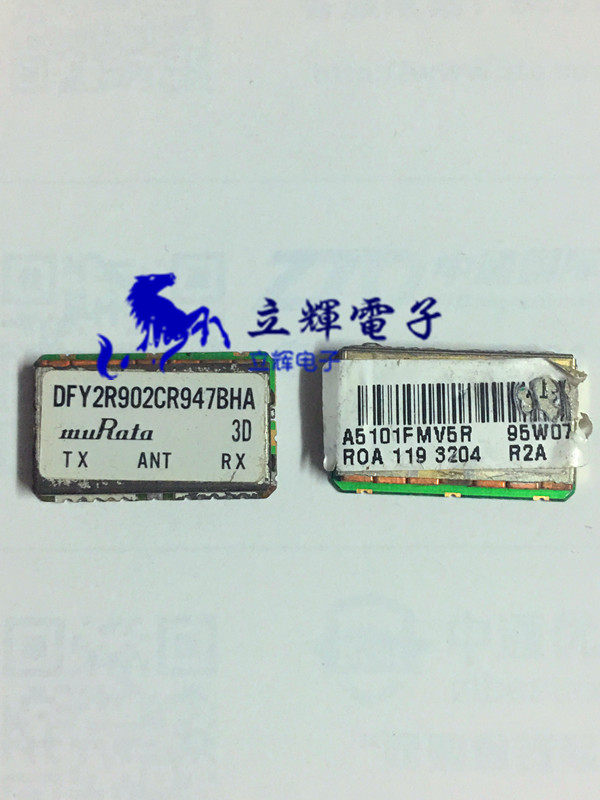 立輝電子
立辉电子
DFY2R902CR947BHA
muRata 3D
TX ANT RX
A5101FMV5R 95W07
ROA 119 3204 R2A